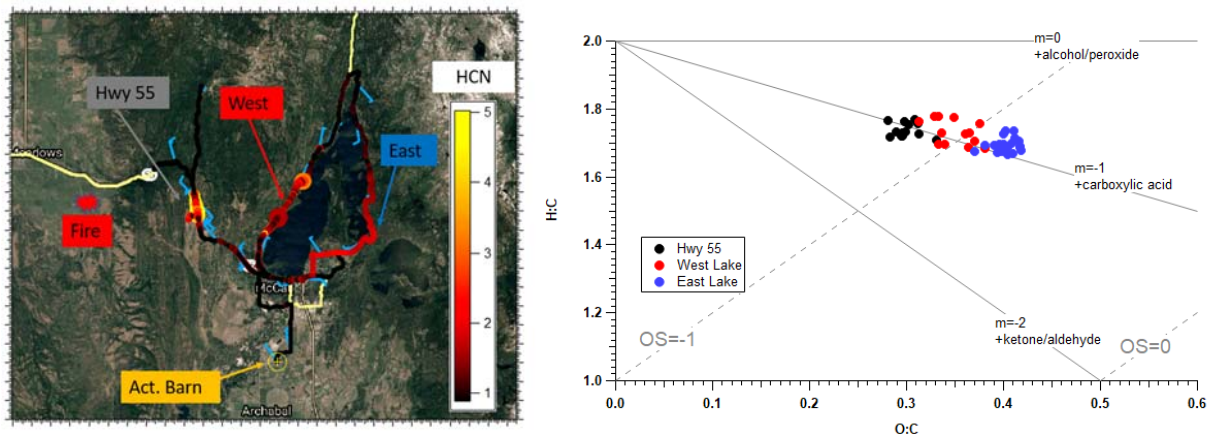 Hwy 55
West
HCN
5
4
3
2
1
East
Fire
Act. Barn
Archabal
2.0
1.8
1.6
1.4
1.2
1.0
H:C
0.0
0.1
0.2
0.3
0.4
0.5
0.6
O:C
m=0
+alcohol/peroxide
m=-1
+carboxylic acid
m=-2
+ketone/aldehyde
OS=-1
OS=0
Hwy 55
West Lake
East Lake